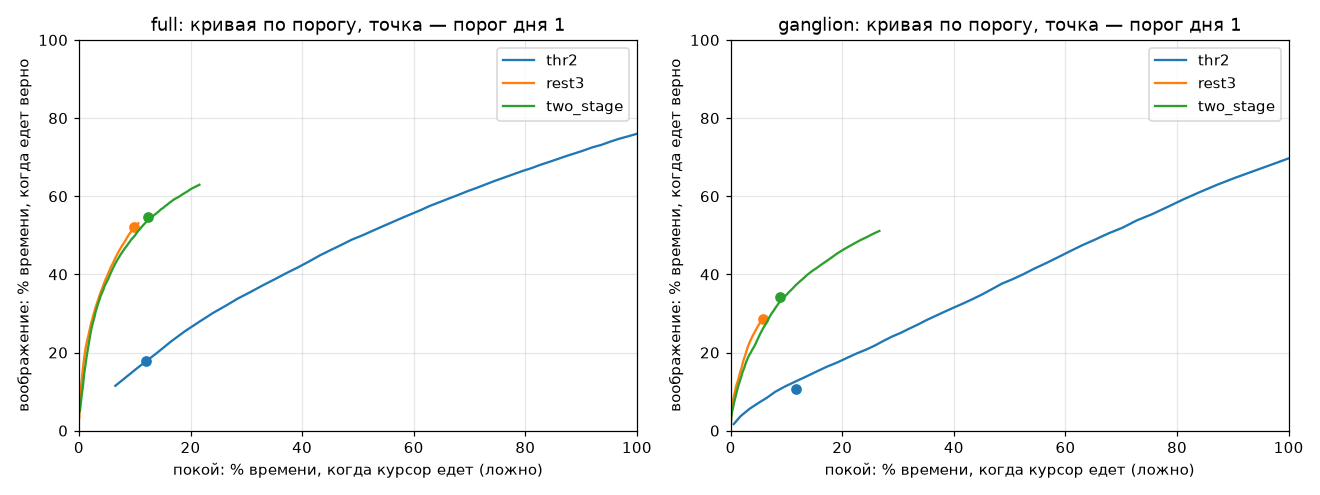 full: кривая по порогу, точка — порог дня 1
thr2
rest3
two_stage
воображение: % времени, когда едет верно
100
80
60
40
20
0
0 20 40 60 80 100
покой: % времени, когда курсор едет (ложно)
ganglion: кривая по порогу, точка — порог дня 1
thr2
rest3
two_stage
воображение: % времени, когда едет верно
100
80
60
40
20
0
0 20 40 60 80 100
покой: % времени, когда курсор едет (ложно)